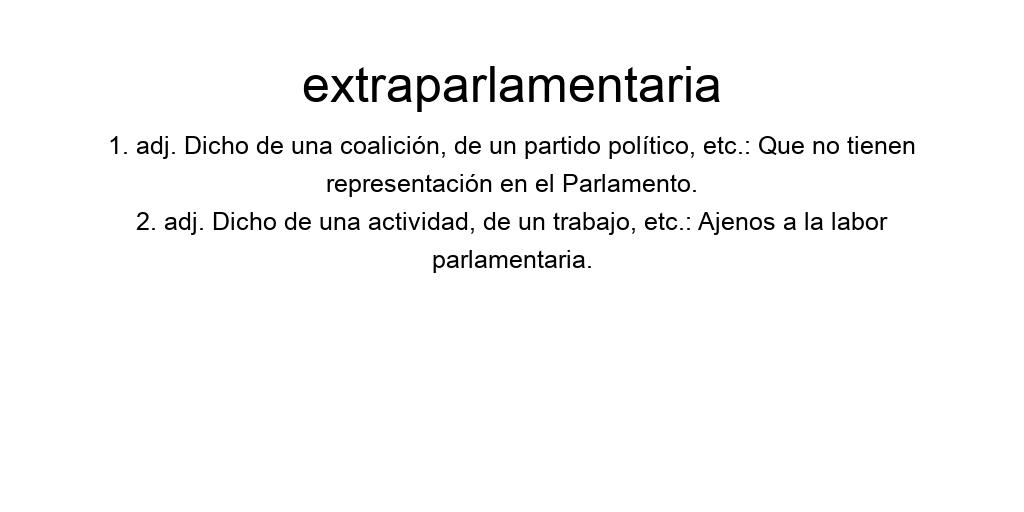 extraparlamentaria
1. adj. Dicho de una coalición, de un partido político, etc.: Que no tienen
representación en el Parlamento.
2. adj. Dicho de una actividad, de un trabajo, etc.: Ajenos a la labor
parlamentaria.